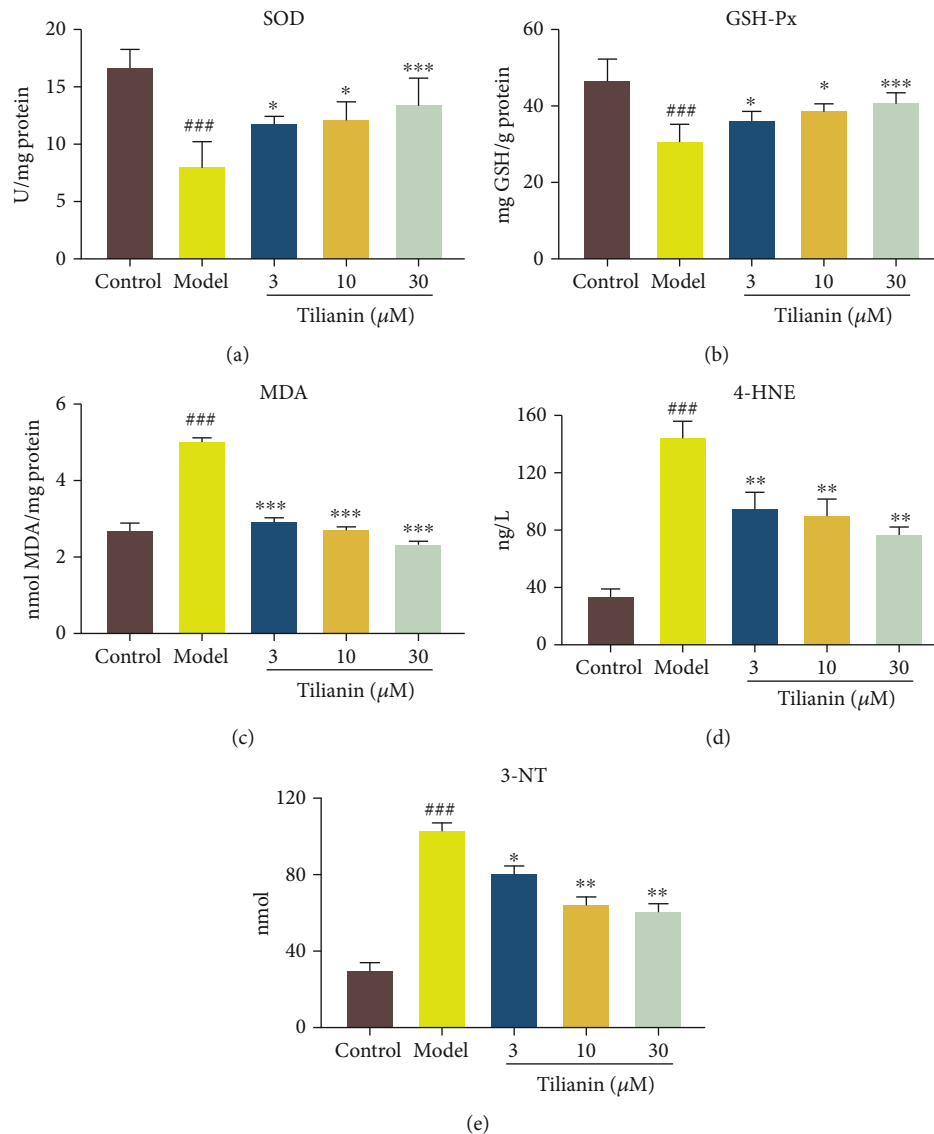 SOD
U/mg protein
20
15
10
5
0
###
*
*
***
Control Model 3 10 30
Tilianin (μM)
(a)
GSH-Px
mg GSH/g protein
60
40
20
0
###
*
*
***
Control Model 3 10 30
Tilianin (μM)
(b)
MDA
nmol MDA/mg protein
6
4
2
0
###
***
***
***
Control Model 3 10 30
Tilianin (μM)
(c)
4-HNE
ng/L
160
120
80
40
0
###
**
**
**
Control Model 3 10 30
Tilianin (μM)
(d)
3-NT
nmol
120
80
40
0
###
*
**
**
Control Model 3 10 30
Tilianin (μM)
(e)